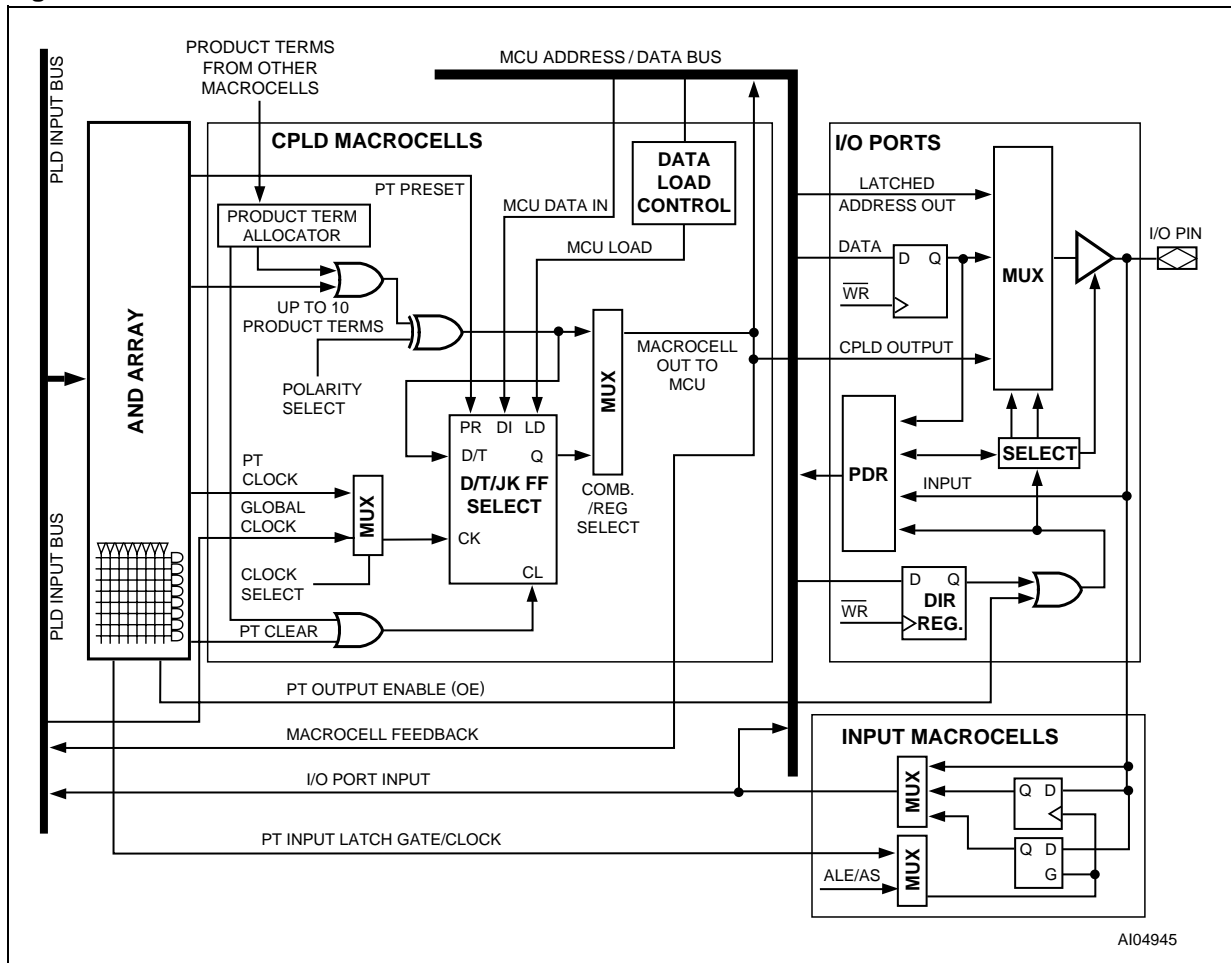 PRODUCT TERMS
FROM OTHER
MACROCELLS
MCU ADDRESS / DATA BUS
PLD INPUT BUS
CPLD MACROCELLS
I/O PORTS
DATA
LOAD
CONTROL
PT PRESET
MCU DATA IN
LATCHED
ADDRESS OUT
PRODUCT TERM
ALLOCATOR
MCU LOAD
I/O PIN
DATA
D Q
MUX
WR
AND ARRAY
UP TO 10
PRODUCT TERMS
MUX
MACROCELL
OUT TO
MCU
CPLD OUTPUT
POLARITY
SELECT
PR DI LD
D/T Q
D/T/JK FF
SELECT
CK
CL
PT
CLOCK
GLOBAL
CLOCK
MUX
CLOCK
SELECT
COMB.
/REG
SELECT
PDR
SELECT
INPUT
PLD INPUT BUS
D Q
DIR
REG.
WR
PT CLEAR
PT OUTPUT ENABLE (OE)
MACROCELL FEEDBACK
INPUT MACROCELLS
I/O PORT INPUT
MUX
Q D
PT INPUT LATCH GATE/CLOCK
MUX
Q D
G
ALE/AS
AI04945